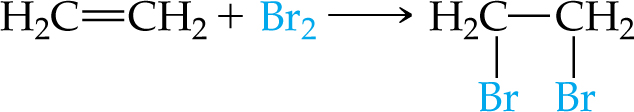 H₂C=CH₂ + Br₂ ⟶ H₂C—CH₂
Br Br